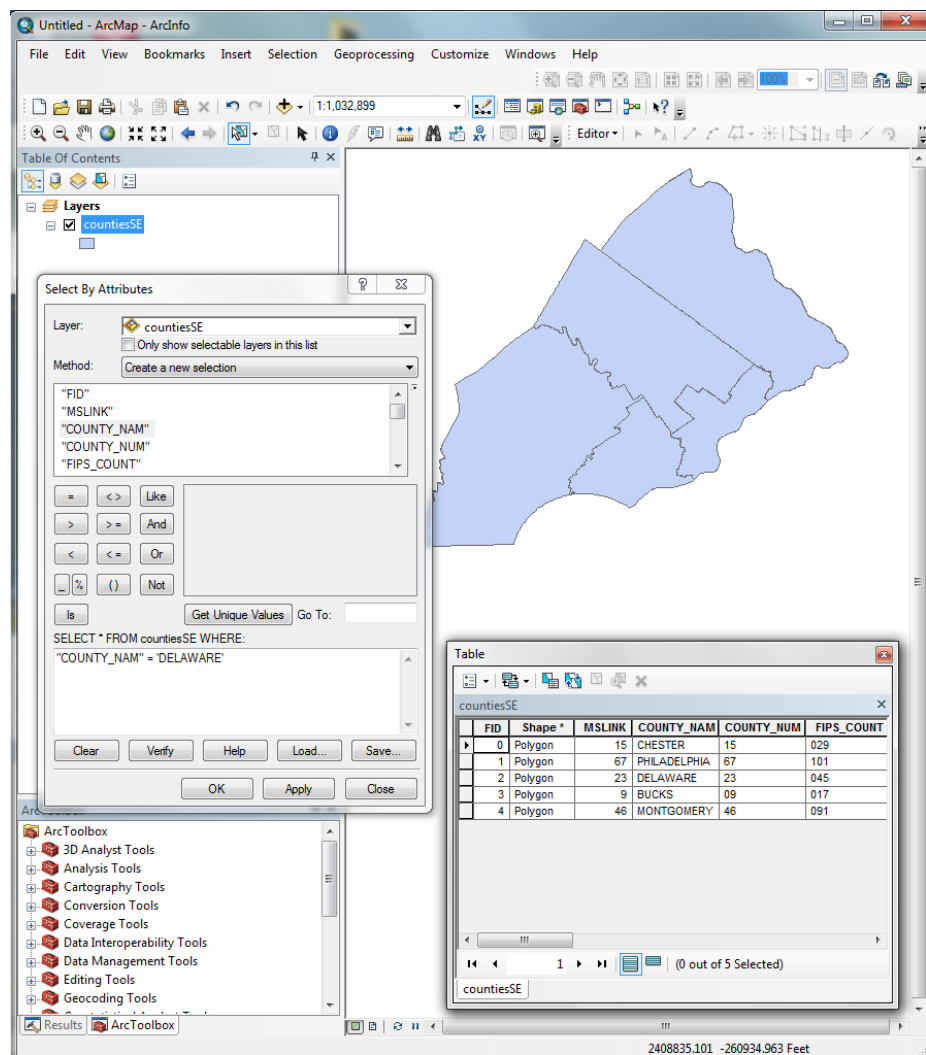 Untitled - ArcMap - ArcInfo
File Edit View Bookmarks Insert Selection Geoprocessing Customize Windows Help
100%
1:1,032,899
Editor
Table Of Contents
Layers
countiesSE
Select By Attributes
Layer: countiesSE
Only show selectable layers in this list
Method: Create a new selection
"FID"
"MSLINK"
"COUNTY_NAM"
"COUNTY_NUM"
"FIPS_COUNT"
= < > Like
> > = And
< < = Or
_ % () Not
Is Get Unique Values Go To:
SELECT * FROM countiesSE WHERE:
"COUNTY_NAM" = 'DELAWARE'
Clear Verify Help Load... Save...
OK Apply Close
ArcToolbox
3D Analyst Tools
Analysis Tools
Cartography Tools
Conversion Tools
Coverage Tools
Data Interoperability Tools
Data Management Tools
Editing Tools
Geocoding Tools
Results ArcToolbox
Table
countiesSE
FID Shape * MSLINK COUNTY_NAM COUNTY_NUM FIPS_COUNT
0 Polygon 15 CHESTER 15 029
1 Polygon 67 PHILADELPHIA 67 101
2 Polygon 23 DELAWARE 23 045
3 Polygon 9 BUCKS 09 017
4 Polygon 46 MONTGOMERY 46 091
1 (0 out of 5 Selected)
countiesSE
2408835.101 -260934.963 Feet